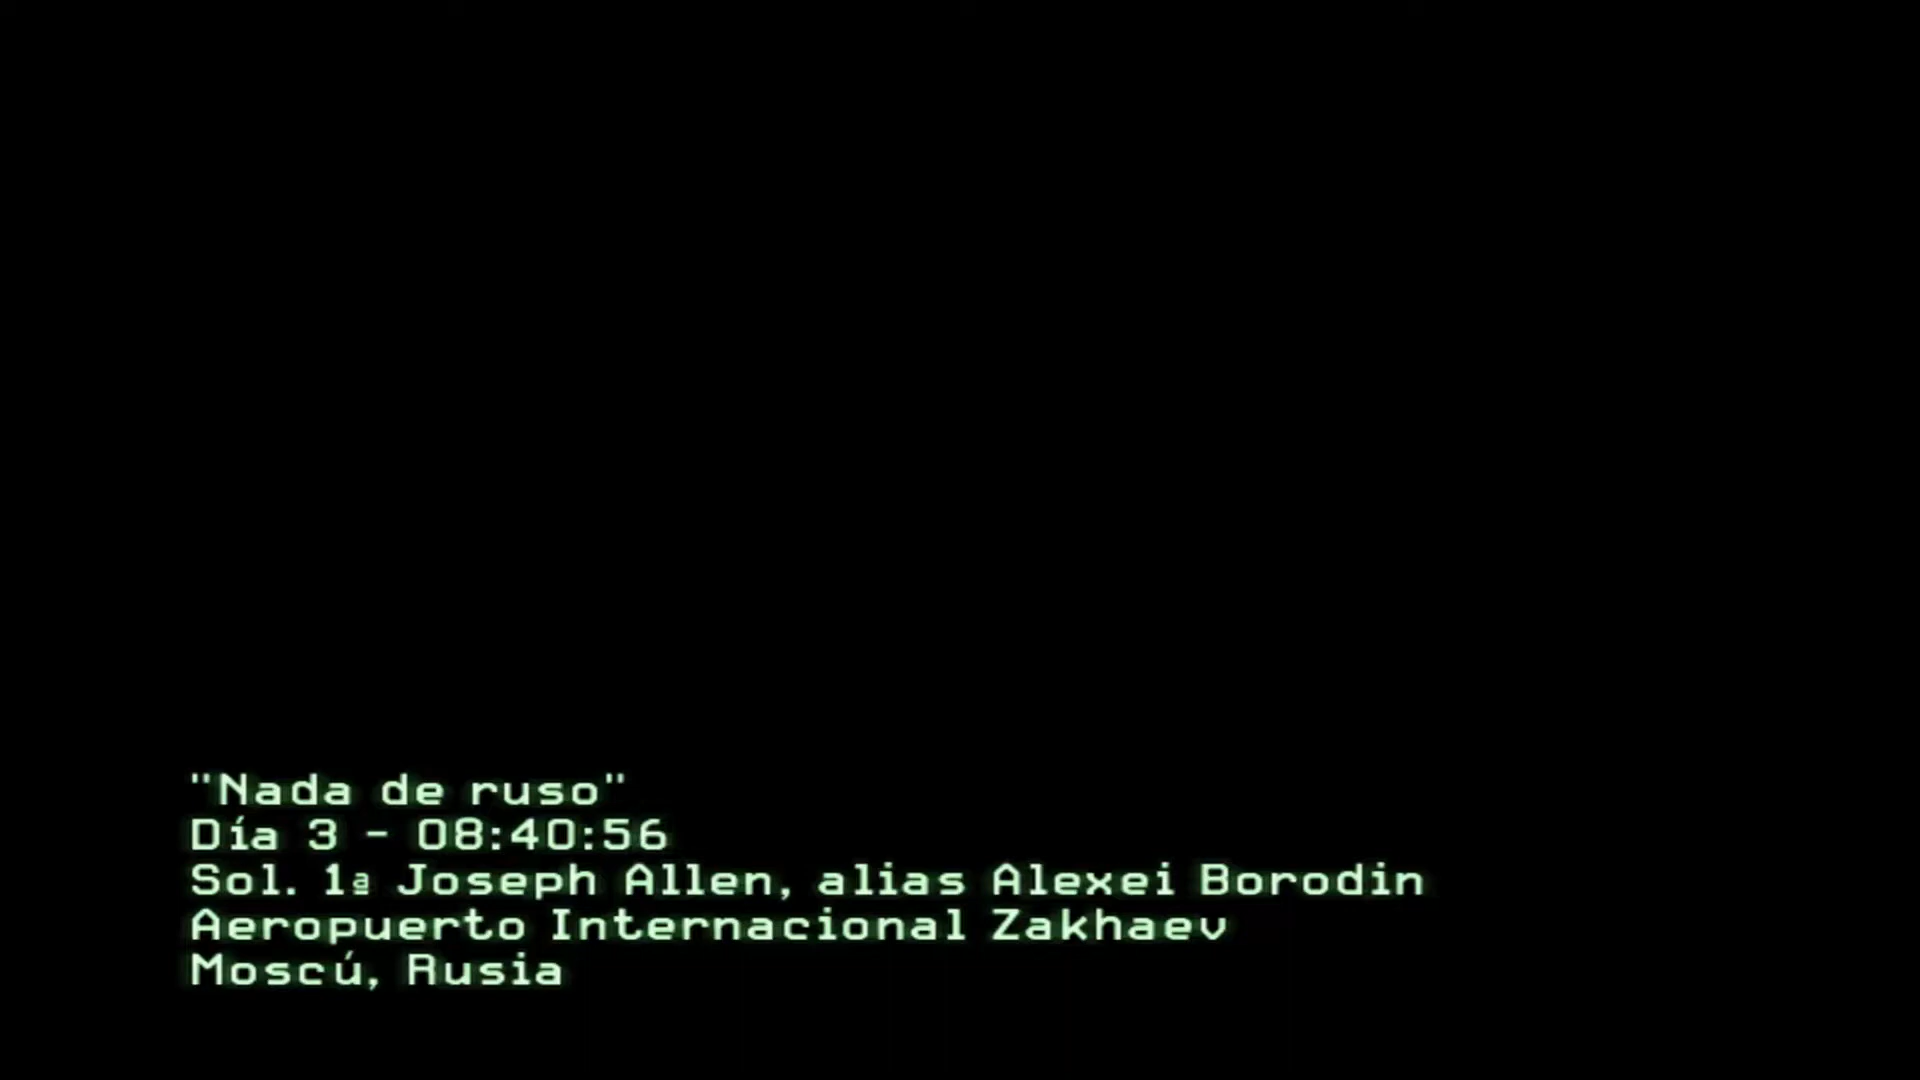 "Nada de ruso"
Día 3 - 08:40:56
Sol. 1ª Joseph Allen, alias Alexei Borodin
Aeropuerto Internacional Zakhaev
Moscú, Rusia